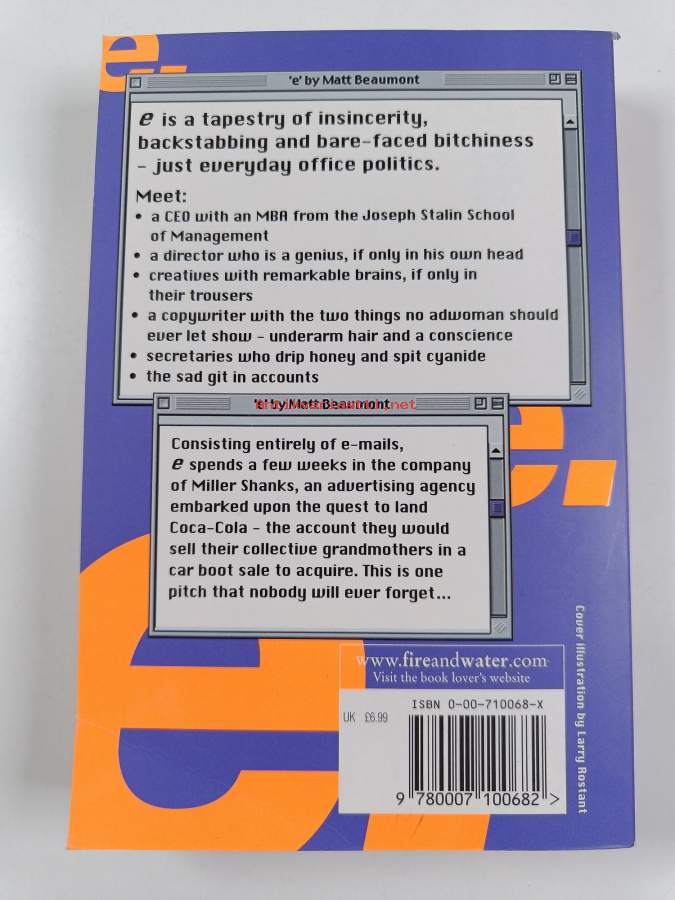 e.
'e' by Matt Beaumont
e is a tapestry of insincerity,
backstabbing and bare-faced bitchiness
- just everyday office politics.
Meet:
• a CEO with an MBA from the Joseph Stalin School
of Management
• a director who is a genius, if only in his own head
• creatives with remarkable brains, if only in
their trousers
• a copywriter with the two things no adwoman should
ever let show - underarm hair and a conscience
• secretaries who drip honey and spit cyanide
• the sad git in accounts
'e' by Matt Beaumont
Consisting entirely of e-mails,
e spends a few weeks in the company
of Miller Shanks, an advertising agency
embarked upon the quest to land
Coca-Cola - the account they would
sell their collective grandmothers in a
car boot sale to acquire. This is one
pitch that nobody will ever forget...
e.
e.
www.fireandwater.com
Visit the book lover's website
ISBN 0-00-710068-X
UK £6.99
9 780007 100682 >
Cover illustration by Larry Rostant